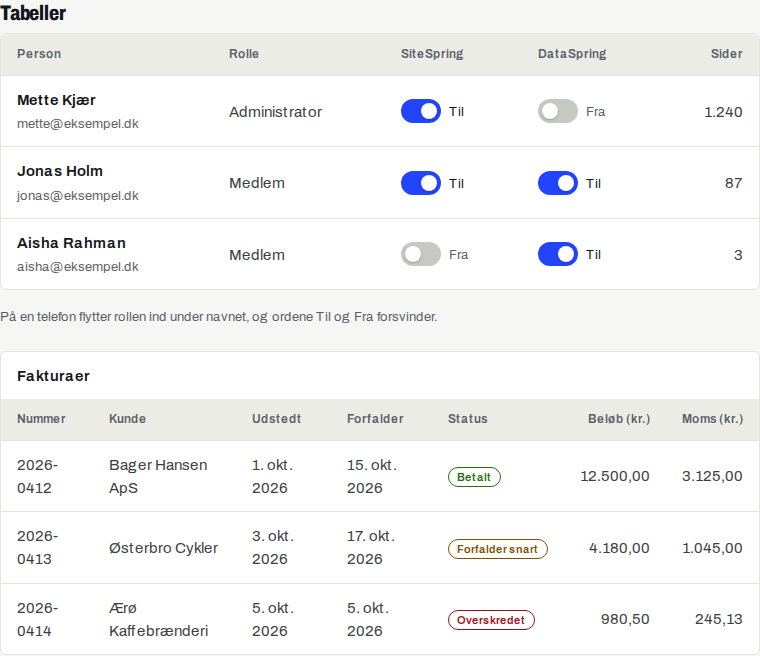 Tabeller
Person Rolle SiteSpring DataSpring Sider
Mette Kjær
mette@eksempel.dk
Administrator Til Fra 1.240
Jonas Holm
jonas@eksempel.dk
Medlem Til Til 87
Aisha Rahman
aisha@eksempel.dk
Medlem Fra Til 3
På en telefon flytter rollen ind under navnet, og ordene Til og Fra forsvinder.
Fakturaer
Nummer Kunde Udstedt Forfalder Status Beløb (kr.) Moms (kr.)
2026-0412 Bager Hansen ApS 1. okt. 2026 15. okt. 2026 Betalt 12.500,00 3.125,00
2026-0413 Østerbro Cykler 3. okt. 2026 17. okt. 2026 Forfalder snart 4.180,00 1.045,00
2026-0414 Ærø Kaffebrænderi 5. okt. 2026 5. okt. 2026 Overskredet 980,50 245,13